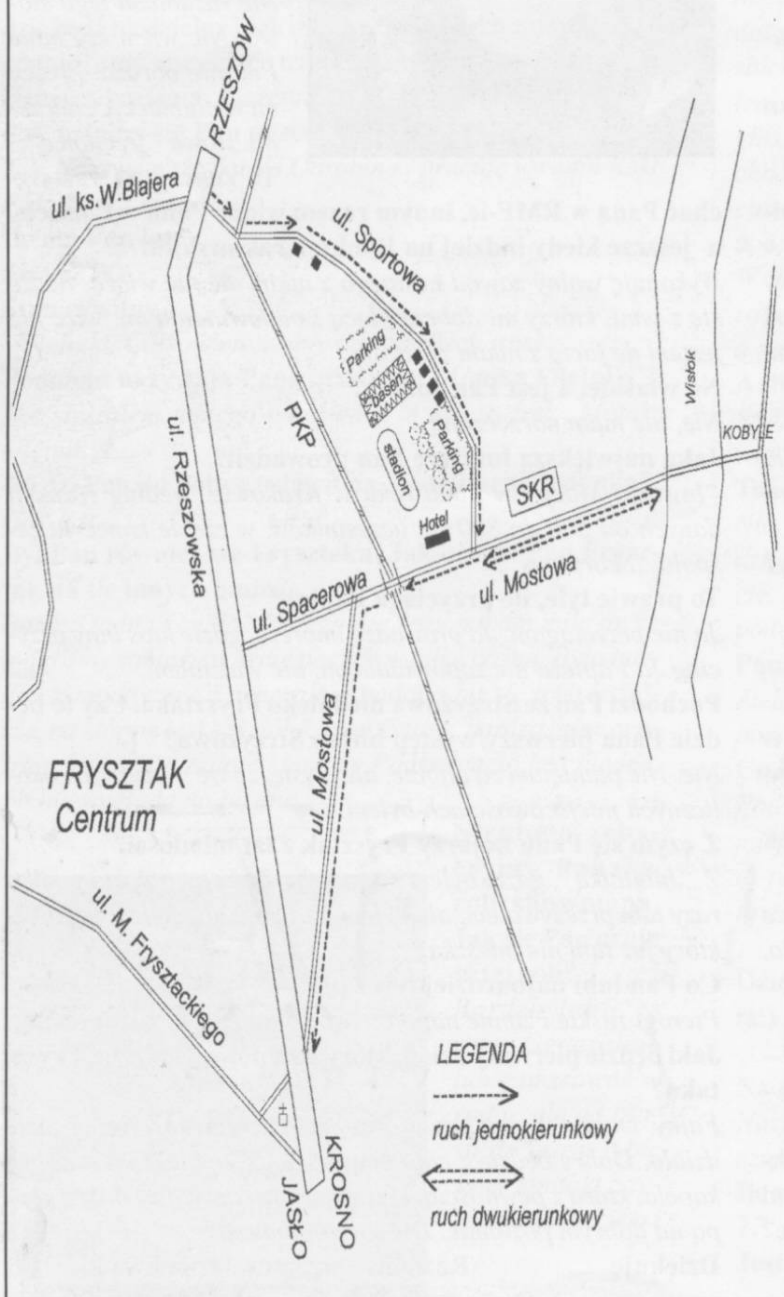 RZESZÓW
ul. ks.W.Blajera
ul. Sportowa
Parking
Basen
Parking
stadion
PKP
ul. Rzeszowska
Wisłok
KOBYLE
SKR
Hotel
ul. Spacerowa
ul. Mostowa
FRYSZTAK
Centrum
ul. Mostowa
ul. M. Frysztackiego
LEGENDA
ruch jednokierunkowy
ruch dwukierunkowy
KROSNO
JASŁO